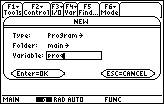 F1▾ F2▾ F3▾ F4▾ F5 F6▾
Tools Control I/O Var Find… Mode
NEW
Type: Program→
Folder: main→
Variable: prog
Enter=OK ESC=CANCEL
MAIN RAD AUTO FUNC